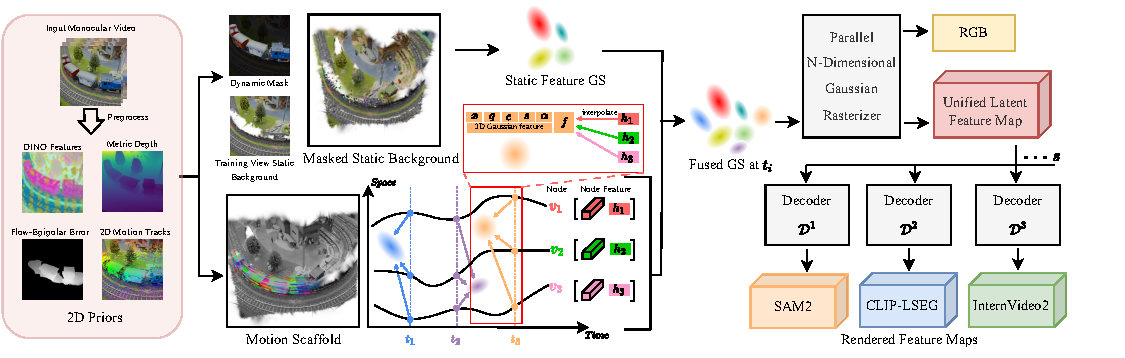 Input Monocular Video
Preprocess
DINO Features
Metric Depth
Flow-Epipolar Error
2D Motion Tracks
2D Priors
Dynamic Mask
Training View Static
Background
Masked Static Background
Motion Scaffold
Static Feature GS
x q c s α f
3D Gaussian feature
interpolate
h1
h2
h3
Space
Time
t1
t2
t3
Node
Node Feature
v1 [ h1 ]
v2 [ h2 ]
v3 [ h3 ]
Fused GS at ti
Parallel
N-Dimensional
Gaussian
Rasterizer
RGB
Unified Latent
Feature Map
Decoder
D1
Decoder
D2
Decoder
D3
SAM2
CLIP-LSEG
InternVideo2
Rendered Feature Maps